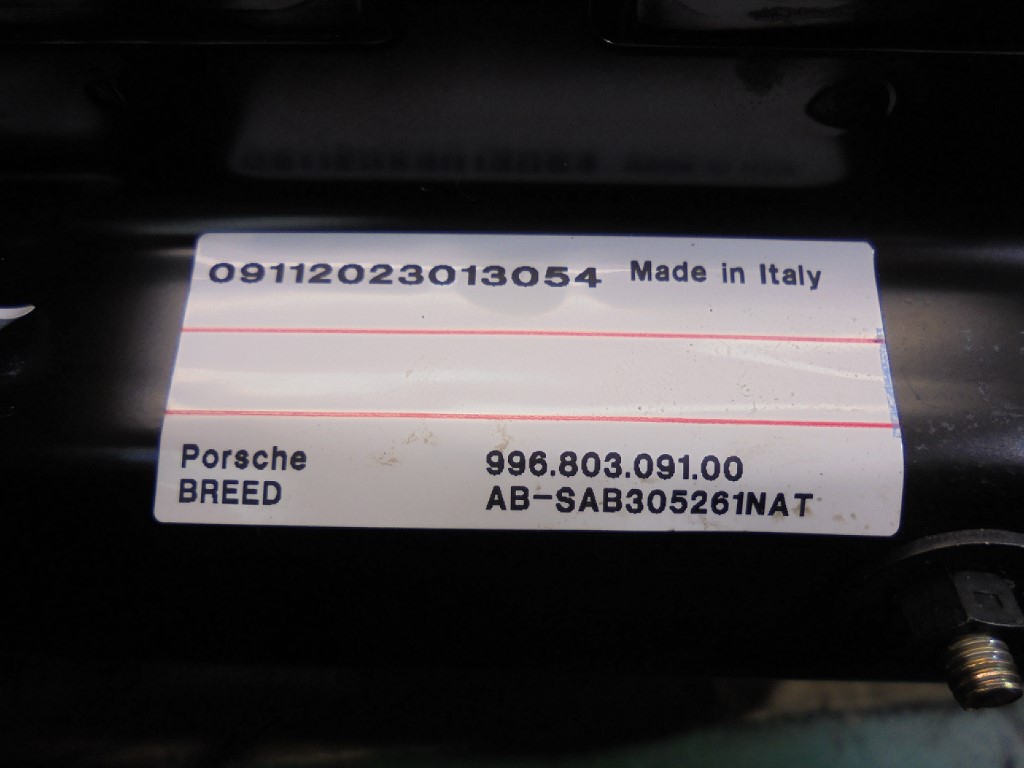 09112023013054 Made in Italy
Porsche 996.803.091.00
BREED AB-SAB305261NAT